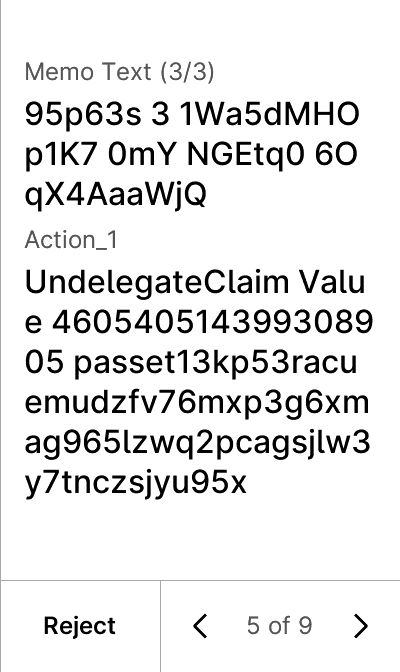 Memo Text (3/3)
95p63s 3 1Wa5dMHO
p1K7 0mY NGEtq0 6O
qX4AaaWjQ
Action_1
UndelegateClaim Valu
e 4605405143993089
05 passet13kp53racu
emudzfv76mxp3g6xm
ag965lzwq2pcagsjlw3
y7tnczsjyu95x
Reject
5 of 9